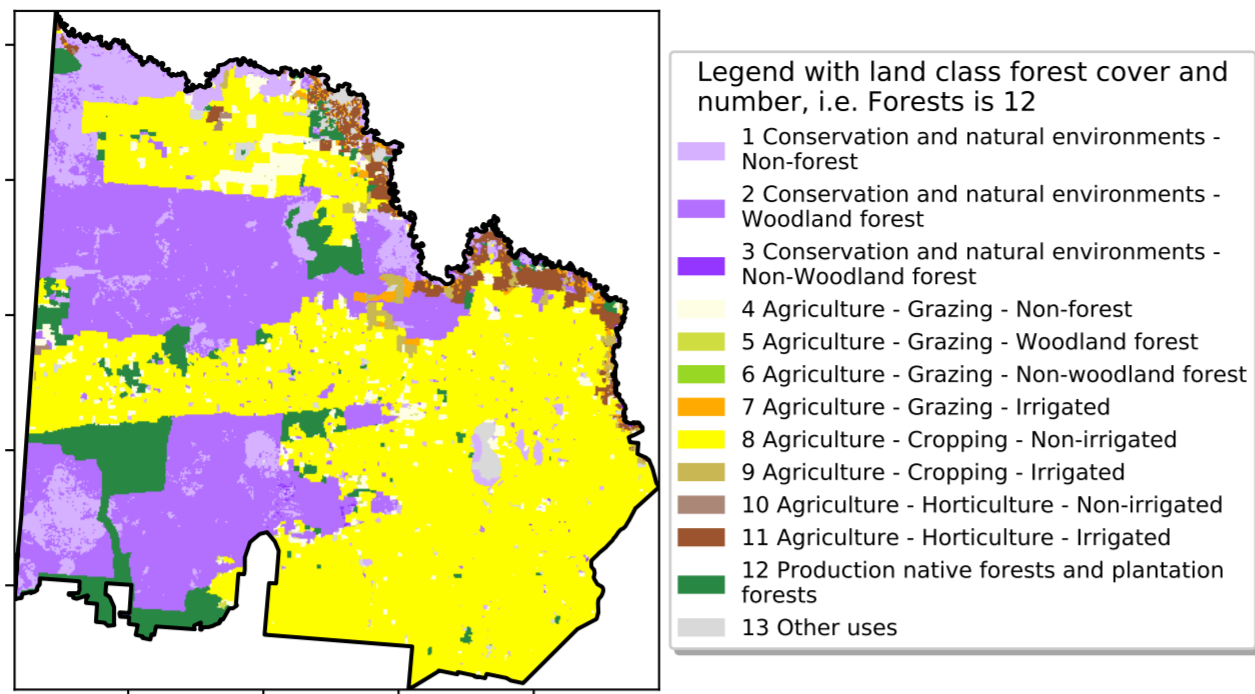 Legend with land class forest cover and
number, i.e. Forests is 12
1 Conservation and natural environments -
Non-forest
2 Conservation and natural environments -
Woodland forest
3 Conservation and natural environments -
Non-Woodland forest
4 Agriculture - Grazing - Non-forest
5 Agriculture - Grazing - Woodland forest
6 Agriculture - Grazing - Non-woodland forest
7 Agriculture - Grazing - Irrigated
8 Agriculture - Cropping - Non-irrigated
9 Agriculture - Cropping - Irrigated
10 Agriculture - Horticulture - Non-irrigated
11 Agriculture - Horticulture - Irrigated
12 Production native forests and plantation
forests
13 Other uses